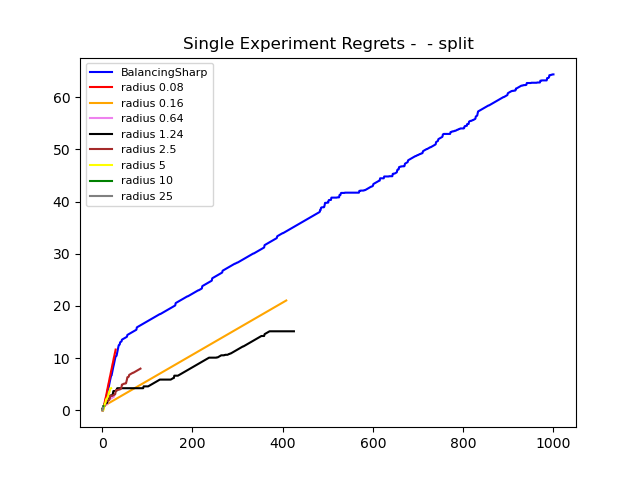 Single Experiment Regrets -  - split
BalancingSharp
radius 0.08
radius 0.16
radius 0.64
radius 1.24
radius 2.5
radius 5
radius 10
radius 25
60
50
40
30
20
10
0
0 200 400 600 800 1000